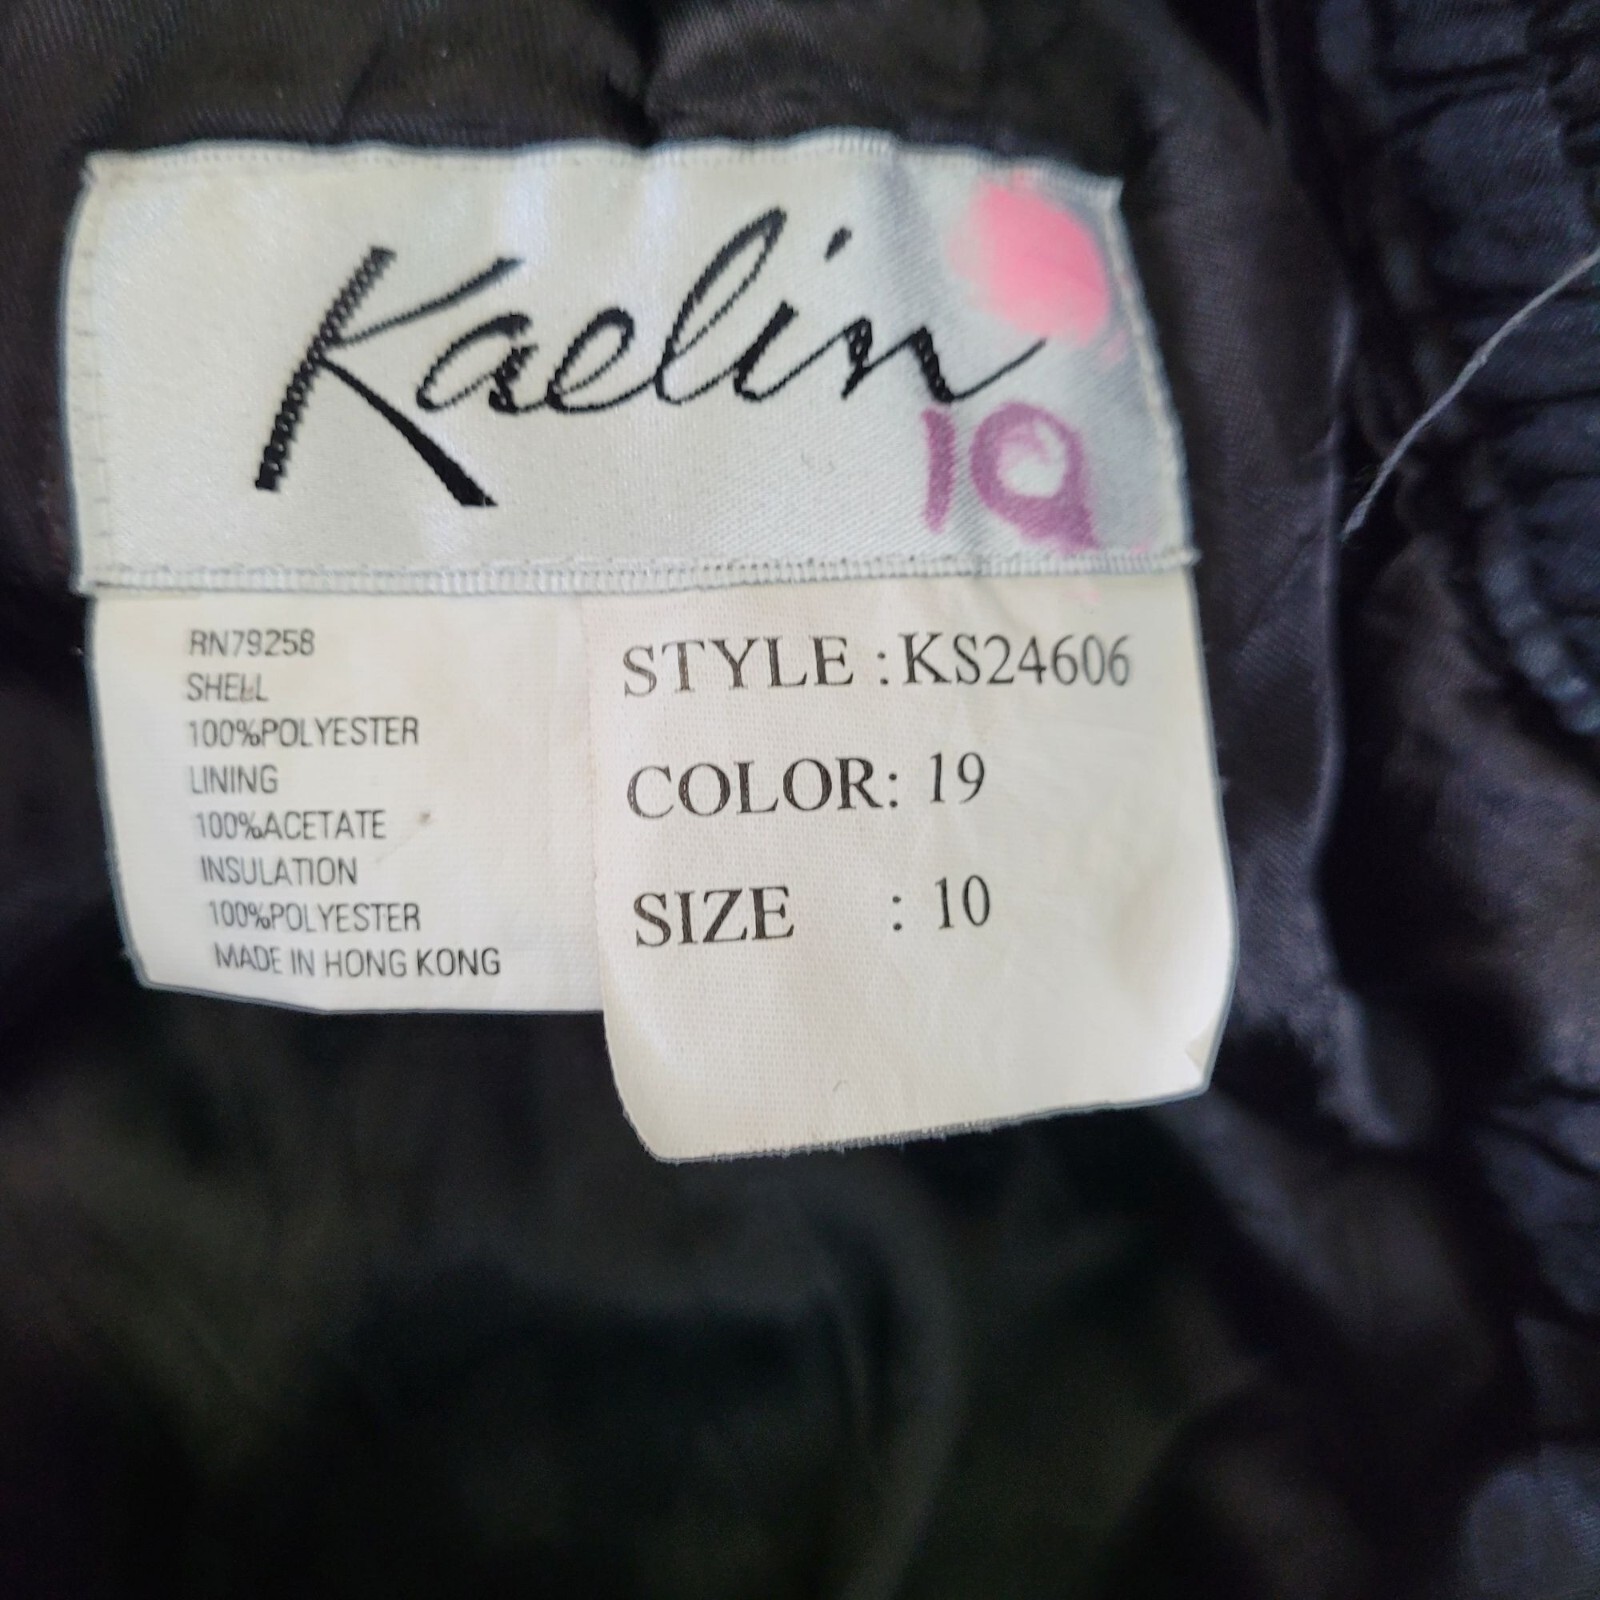 Kaelin
10
RN79258
SHELL
100%POLYESTER
LINING
100%ACETATE
INSULATION
100%POLYESTER
MADE IN HONG KONG
STYLE :KS24606
COLOR: 19
SIZE : 10